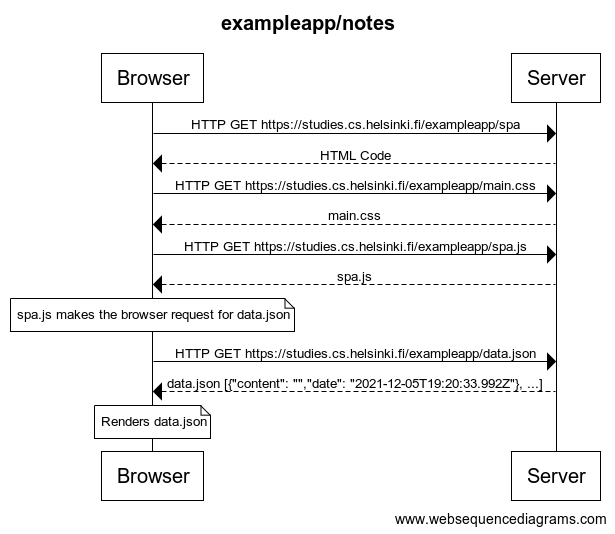 exampleapp/notes
Browser
Server
HTTP GET https://studies.cs.helsinki.fi/exampleapp/spa
HTML Code
HTTP GET https://studies.cs.helsinki.fi/exampleapp/main.css
main.css
HTTP GET https://studies.cs.helsinki.fi/exampleapp/spa.js
spa.js
spa.js makes the browser request for data.json
HTTP GET https://studies.cs.helsinki.fi/exampleapp/data.json
data.json [{"content": "","date": "2021-12-05T19:20:33.992Z"}, ...]
Renders data.json
Browser
Server
www.websequencediagrams.com